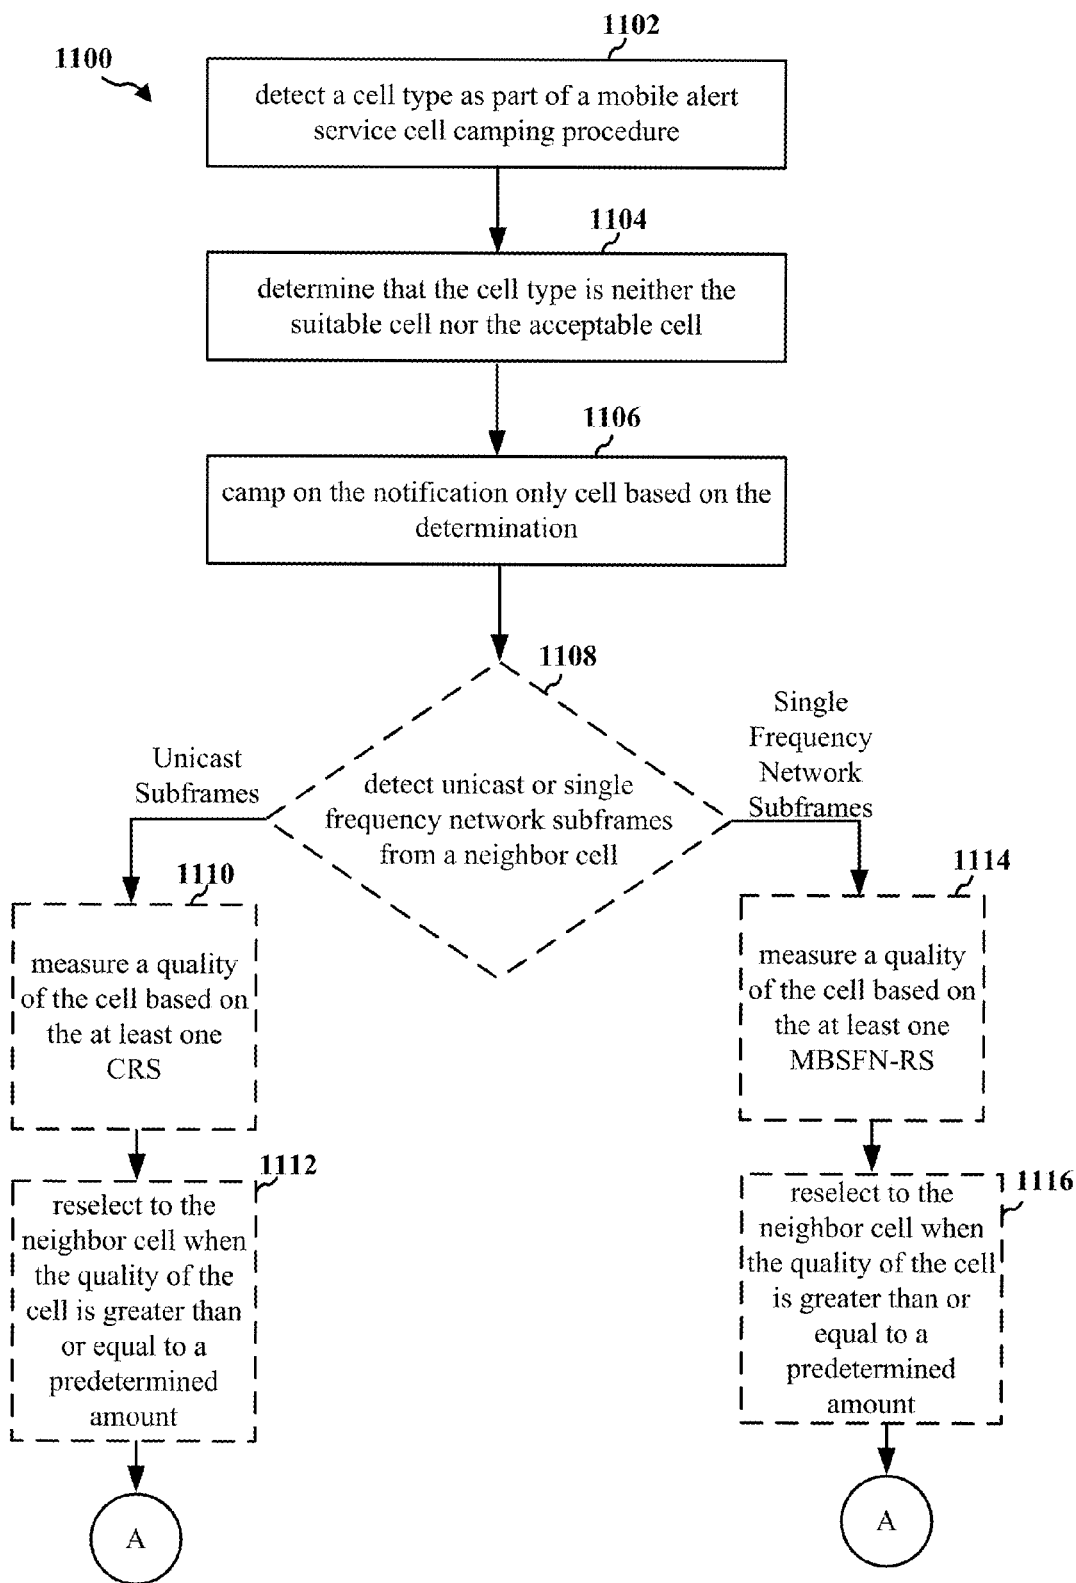 1100
1102
detect a cell type as part of a mobile alert
service cell camping procedure
1104
determine that the cell type is neither the
suitable cell nor the acceptable cell
1106
camp on the notification only cell based on the
determination
1108
detect unicast or single
frequency network subframes
from a neighbor cell
Unicast
Subframes
Single
Frequency
Network
Subframes
1110
measure a quality
of the cell based on
the at least one
CRS
1112
reselect to the
neighbor cell when
the quality of the
cell is greater than
or equal to a
predetermined
amount
A
1114
measure a quality
of the cell based on
the at least one
MBSFN-RS
1116
reselect to the
neighbor cell when
the quality of the cell
is greater than or
equal to a
predetermined
amount
A